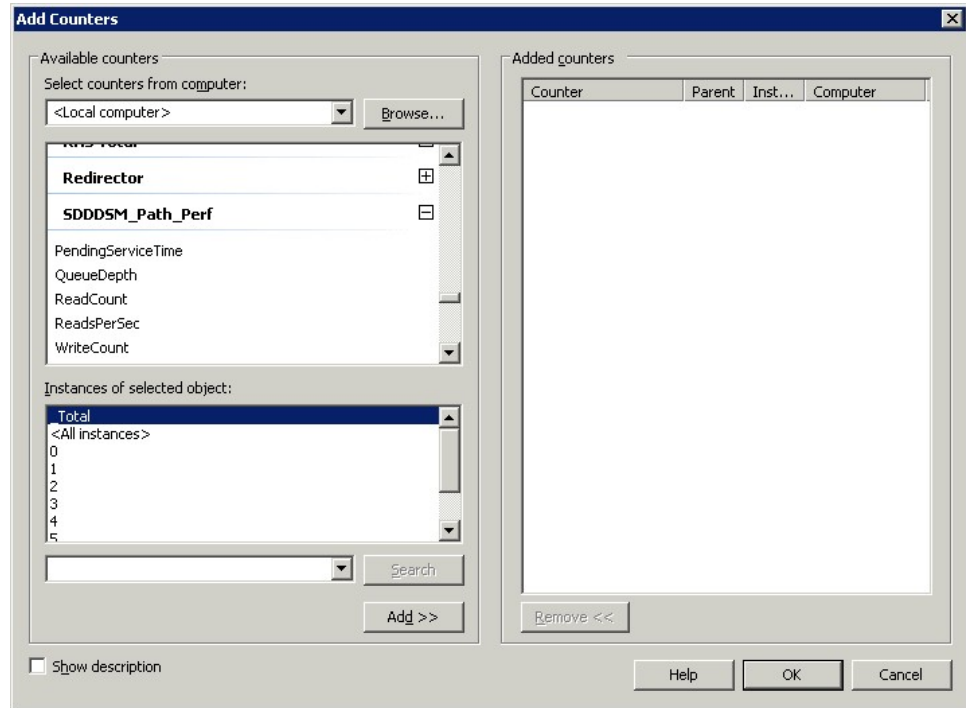 Add Counters
Available counters
Select counters from computer:
<Local computer>
Browse...
Redirector
SDDDSM_Path_Perf
PendingServiceTime
QueueDepth
ReadCount
ReadsPerSec
WriteCount
Instances of selected object:
_Total
<All instances>
0
1
2
3
4
5
Search
Add >>
Show description
Added counters
Counter Parent Inst... Computer
Remove <<
Help OK Cancel